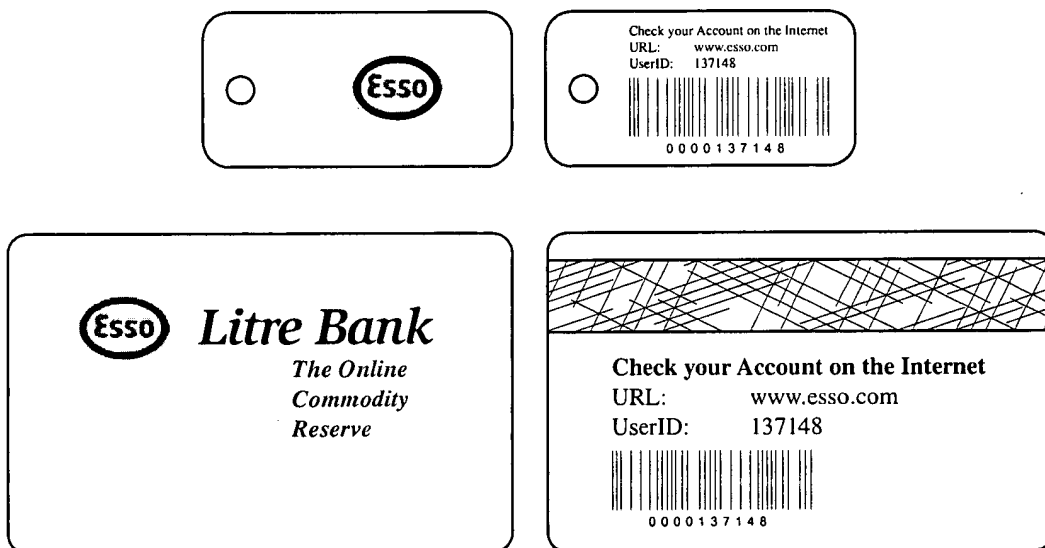 Esso
Check your Account on the Internet
URL: www.esso.com
UserID: 137148
0000137148
Esso Litre Bank
The Online
Commodity
Reserve
Check your Account on the Internet
URL: www.esso.com
UserID: 137148
0000137148